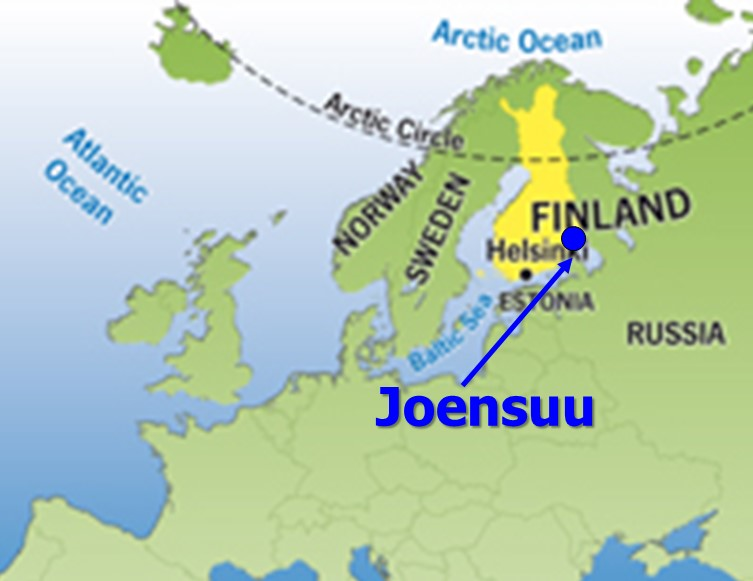 Arctic Ocean
Arctic Circle
Atlantic
Ocean
NORWAY
SWEDEN
FINLAND
Helsinki
ESTONIA
Baltic Sea
RUSSIA
Joensuu